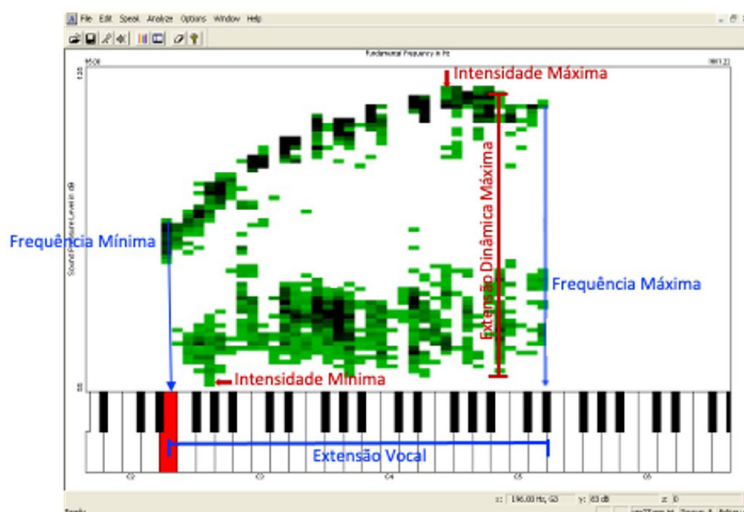 File Edit Speak Analyze Options Window Help
Fundamental Frequency in Hz
Intensidade Máxima
Extensão Dinâmica Máxima
Frequência Mínima
Sound Pressure Level in dB
Frequência Máxima
Intensidade Mínima
C2 C3 C4 C5 C6
Extensão Vocal
x: 196.00 Hz, G3 y: 83 dB z: 0
Ready